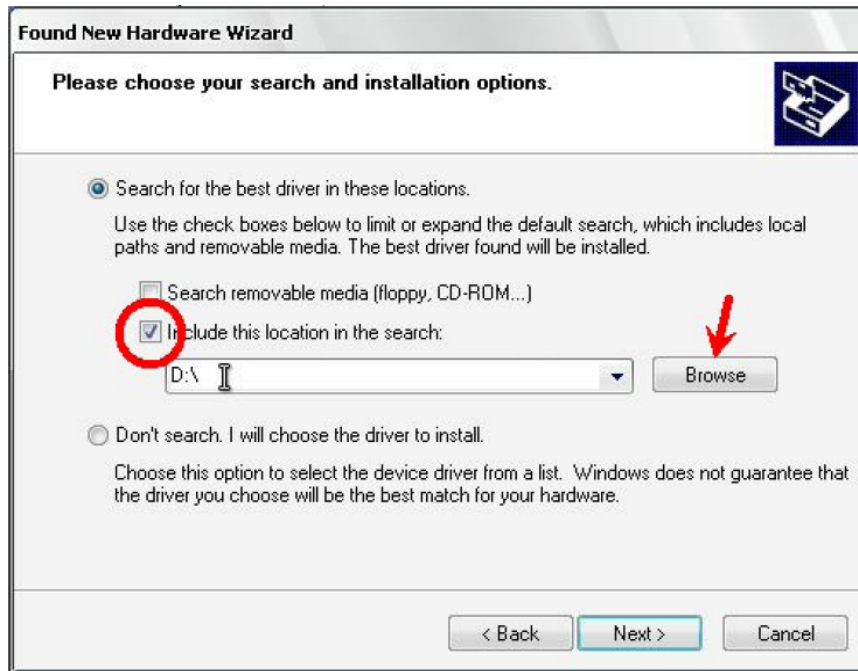 Found New Hardware Wizard
Please choose your search and installation options.
Search for the best driver in these locations.
Use the check boxes below to limit or expand the default search, which includes local
paths and removable media. The best driver found will be installed.
Search removable media (floppy, CD-ROM...)
Include this location in the search:
D:\
Browse
Don't search. I will choose the driver to install.
Choose this option to select the device driver from a list. Windows does not guarantee that
the driver you choose will be the best match for your hardware.
< Back Next > Cancel